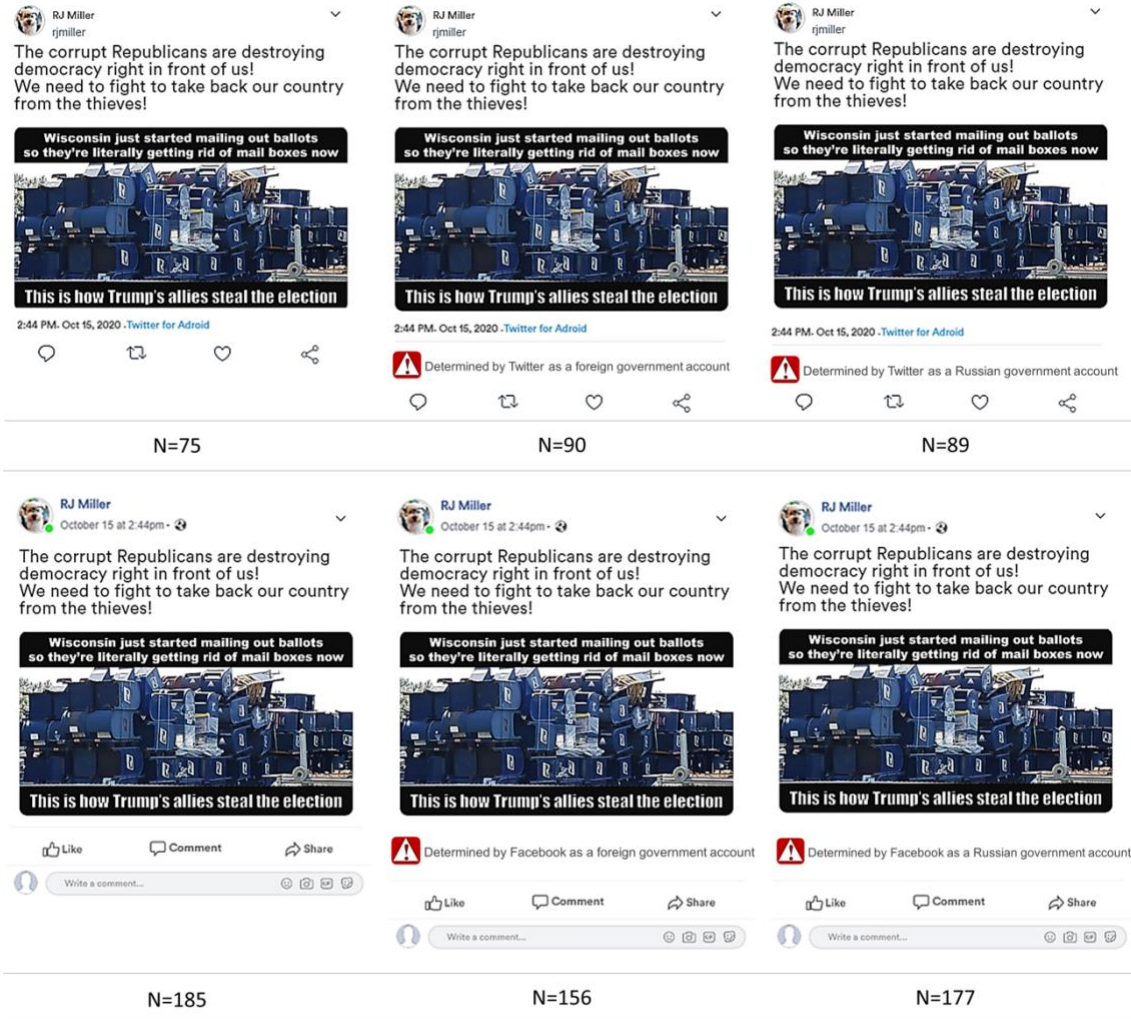 RJ Miller
rjmiller
The corrupt Republicans are destroying
democracy right in front of us!
We need to fight to take back our country
from the thieves!
Wisconsin just started mailing out ballots
so they're literally getting rid of mail boxes now
This is how Trump's allies steal the election
2:44 PM. Oct 15, 2020 .Twitter for Adroid
N=75
RJ Miller
rjmiller
The corrupt Republicans are destroying
democracy right in front of us!
We need to fight to take back our country
from the thieves!
Wisconsin just started mailing out ballots
so they're literally getting rid of mail boxes now
This is how Trump's allies steal the election
2:44 PM. Oct 15, 2020 .Twitter for Adroid
Determined by Twitter as a foreign government account
N=90
RJ Miller
rjmiller
The corrupt Republicans are destroying
democracy right in front of us!
We need to fight to take back our country
from the thieves!
Wisconsin just started mailing out ballots
so they're literally getting rid of mail boxes now
This is how Trump's allies steal the election
2:44 PM. Oct 15, 2020 .Twitter for Adroid
Determined by Twitter as a Russian government account
N=89
RJ Miller
October 15 at 2:44pm •
The corrupt Republicans are destroying
democracy right in front of us!
We need to fight to take back our country
from the thieves!
Wisconsin just started mailing out ballots
so they're literally getting rid of mail boxes now
This is how Trump's allies steal the election
Like Comment Share
Write a comment...
N=185
RJ Miller
October 15 at 2:44pm •
The corrupt Republicans are destroying
democracy right in front of us!
We need to fight to take back our country
from the thieves!
Wisconsin just started mailing out ballots
so they're literally getting rid of mail boxes now
This is how Trump's allies steal the election
Determined by Facebook as a foreign government account
Like Comment Share
Write a comment...
N=156
RJ Miller
October 15 at 2:44pm •
The corrupt Republicans are destroying
democracy right in front of us!
We need to fight to take back our country
from the thieves!
Wisconsin just started mailing out ballots
so they're literally getting rid of mail boxes now
This is how Trump's allies steal the election
Determined by Facebook as a Russian government account
Like Comment Share
Write a comment...
N=177